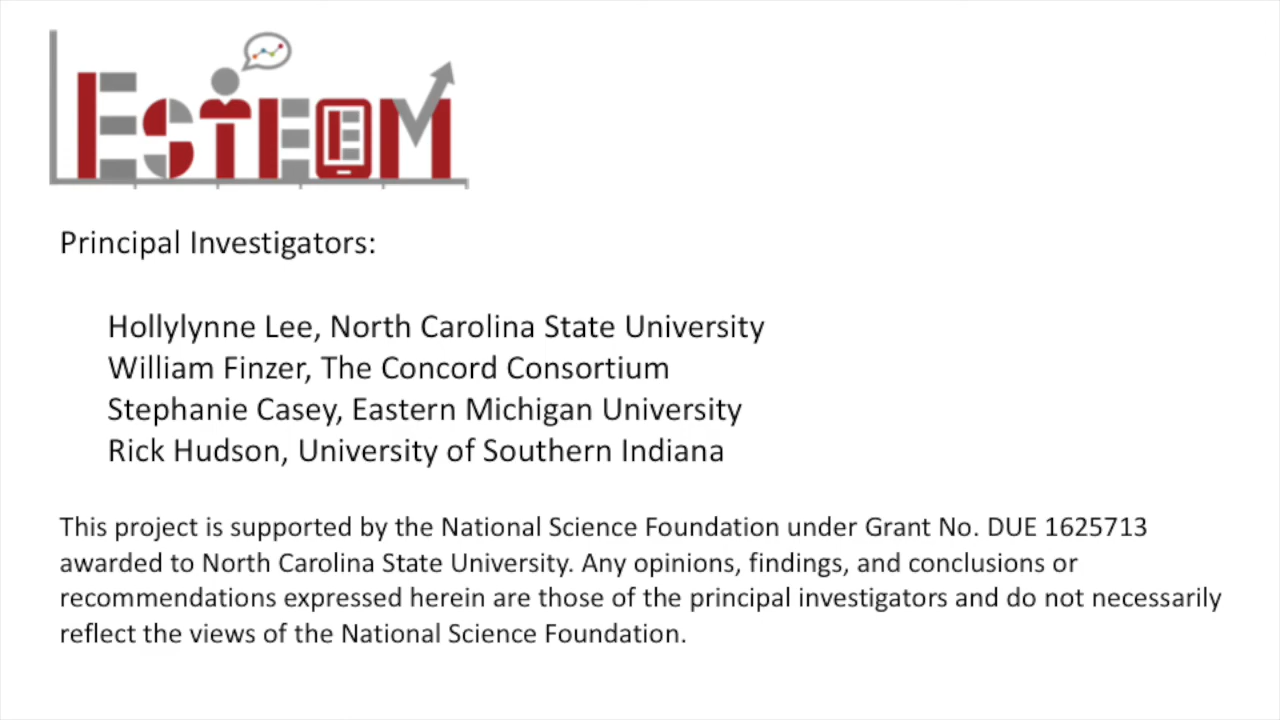 ESTEEM
Principal Investigators:
Hollylynne Lee, North Carolina State University
William Finzer, The Concord Consortium
Stephanie Casey, Eastern Michigan University
Rick Hudson, University of Southern Indiana
This project is supported by the National Science Foundation under Grant No. DUE 1625713
awarded to North Carolina State University. Any opinions, findings, and conclusions or
recommendations expressed herein are those of the principal investigators and do not necessarily
reflect the views of the National Science Foundation.